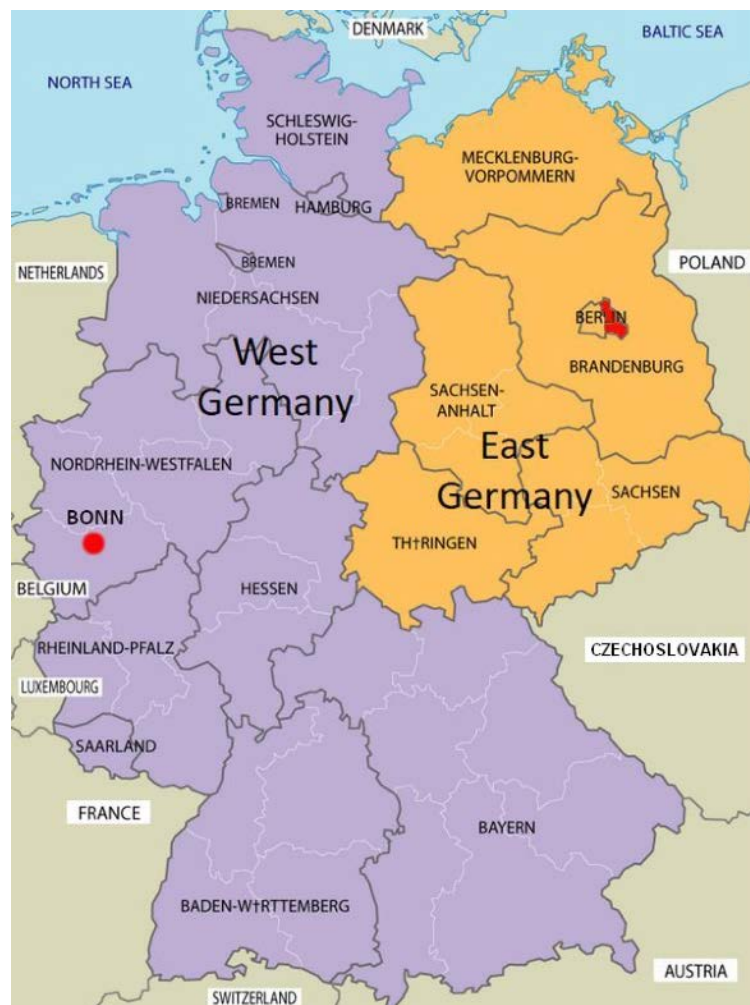 DENMARK
BALTIC SEA
NORTH SEA
SCHLESWIG-
HOLSTEIN
MECKLENBURG-
VORPOMMERN
BREMEN
HAMBURG
NETHERLANDS
BREMEN
POLAND
NIEDERSACHSEN
BERLIN
West
Germany
BRANDENBURG
SACHSEN-
ANHALT
East
Germany
NORDRHEIN-WESTFALEN
SACHSEN
BONN
TH†RINGEN
BELGIUM
HESSEN
RHEINLAND-PFALZ
CZECHOSLOVAKIA
LUXEMBOURG
SAARLAND
FRANCE
BAYERN
BADEN-W†RTTEMBERG
AUSTRIA
SWITZERLAND